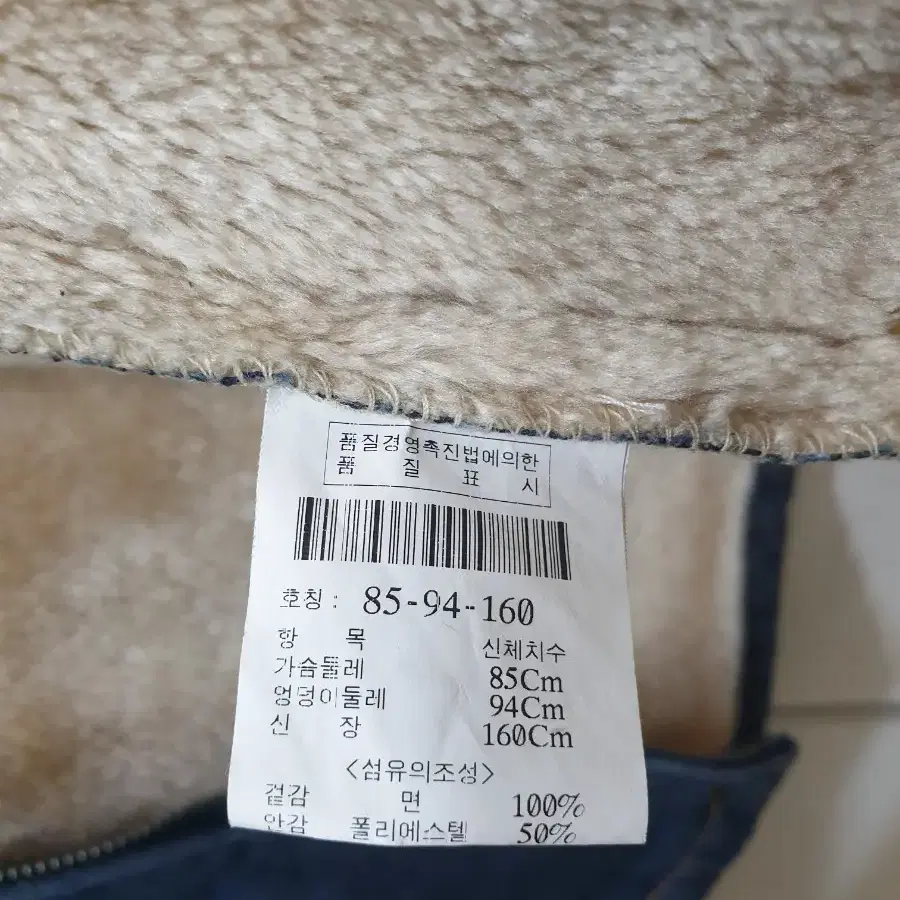 품질경영촉진법에의한
품 질 표 시
호칭 : 85-94-160
항 목 신체치수
가슴둘레 85Cm
엉덩이둘레 94Cm
신 장 160Cm
<섬유의조성>
겉감 면 100%
안감 폴리에스텔 50%